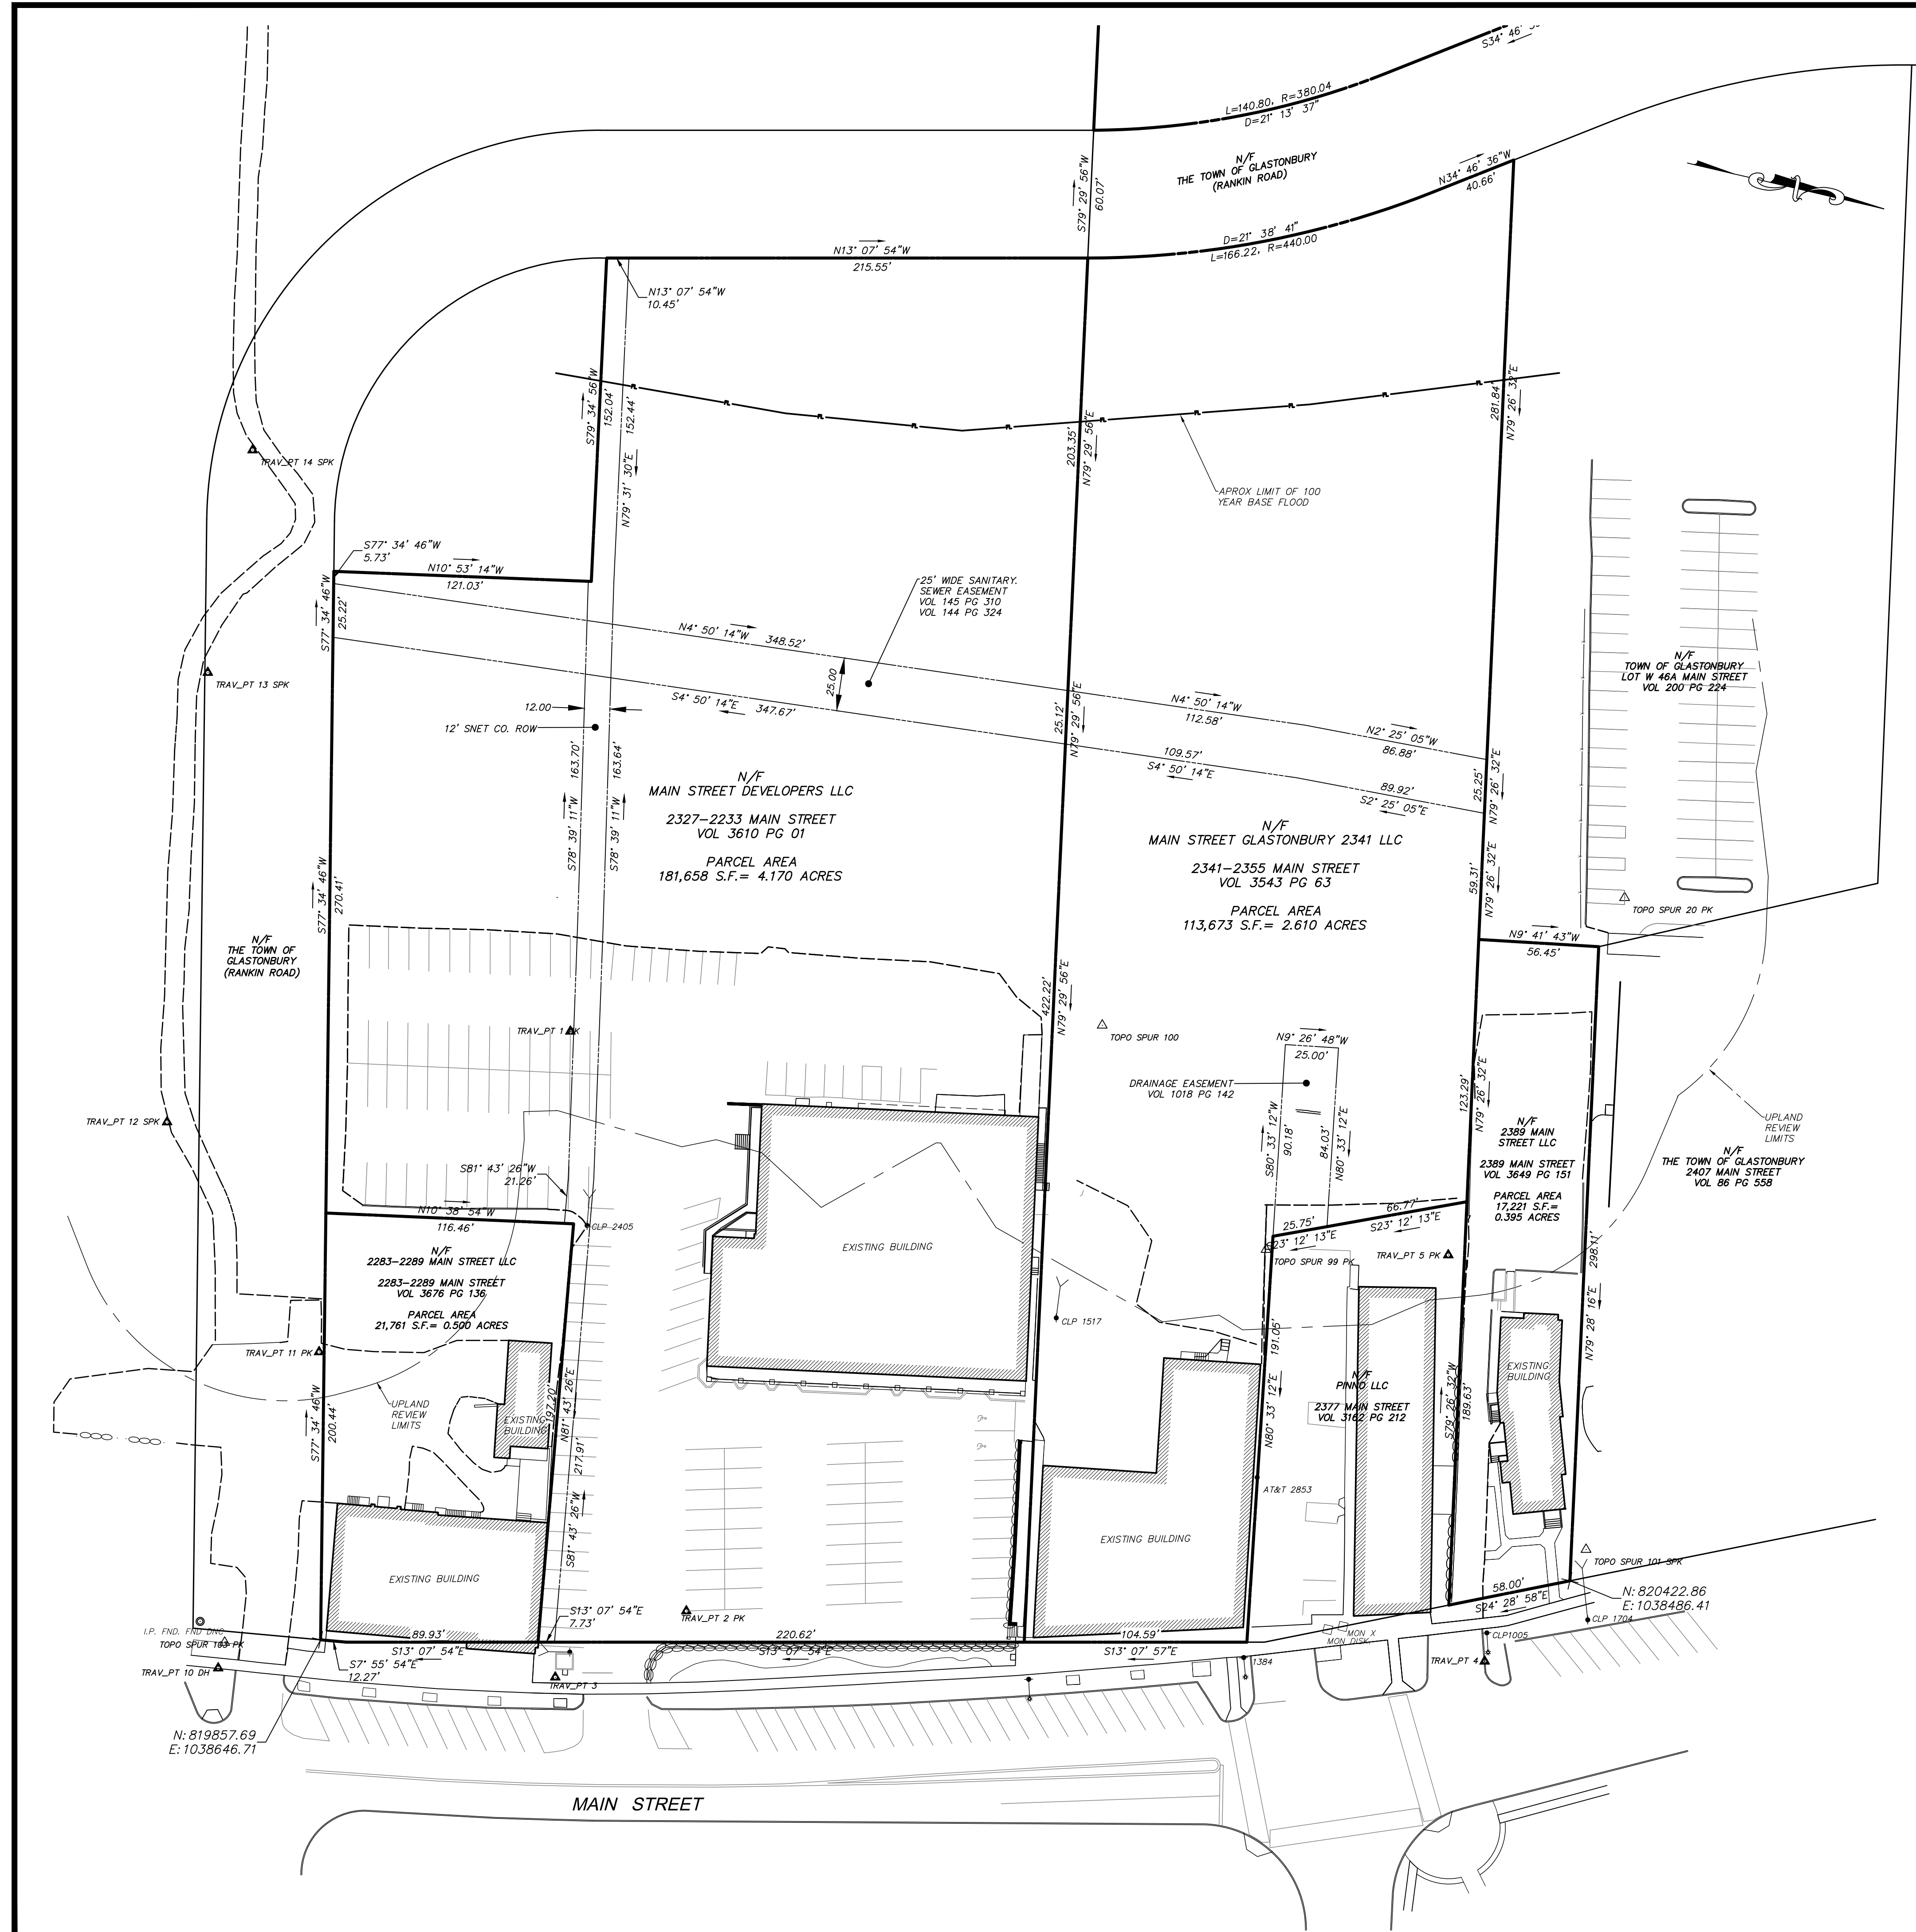 S34° 46'
L=140.80, R=380.04
D=21° 13' 37"
N/F
THE TOWN OF GLASTONBURY
(RANKIN ROAD)
S79° 29' 56"W
60.07'
N34° 46' 36"W
40.66'
D=21° 38' 41"
L=166.22, R=440.00
N13° 07' 54"W
215.55'
N13° 07' 54"W
10.45'
S79° 34' 56"W
152.04'
152.44'
N79° 31' 30"E
203.35'
N79° 29' 56"E
281.84'
N79° 26' 32"E
TRAV_PT 14 SPK
APROX LIMIT OF 100
YEAR BASE FLOOD
S77° 34' 46"W
5.73'
N10° 53' 14"W
121.03'
S77° 34' 46"W
25.22'
25' WIDE SANITARY.
SEWER EASEMENT
VOL 145 PG 310
VOL 144 PG 324
N4° 50' 14"W 348.52'
25.00
S4° 50' 14"E 347.67'
TRAV_PT 13 SPK
12.00
12' SNET CO. ROW
25.12'
N79° 29' 56"E
N4° 50' 14"W
112.58'
N2° 25' 05"W
86.88'
109.57'
S4° 50' 14"E
89.92'
S2° 25' 05"E
25.25'
N79° 26' 32"E
N/F
TOWN OF GLASTONBURY
LOT W 46A MAIN STREET
VOL 200 PG 224
S78° 39' 11"W 163.70'
S78° 39' 11"W 163.64'
N/F
MAIN STREET DEVELOPERS LLC
2327-2233 MAIN STREET
VOL 3610 PG 01
PARCEL AREA
181,658 S.F.= 4.170 ACRES
N/F
MAIN STREET GLASTONBURY 2341 LLC
2341-2355 MAIN STREET
VOL 3543 PG 63
PARCEL AREA
113,673 S.F.= 2.610 ACRES
59.31'
N79° 26' 32"E
S77° 34' 46"W
270.41'
TOPO SPUR 20 PK
N9° 41' 43"W
56.45'
N/F
THE TOWN OF
GLASTONBURY
(RANKIN ROAD)
422.22'
N79° 29' 56"E
TRAV_PT 1 PK
TOPO SPUR 100
N9° 26' 48"W
25.00'
DRAINAGE EASEMENT
VOL 1018 PG 142
S80° 33' 12"W
90.18'
84.03'
N80° 33' 12"E
123.29'
N79° 26' 32"E
TRAV_PT 12 SPK
N/F
2389 MAIN
STREET LLC
2389 MAIN STREET
VOL 3649 PG 151
PARCEL AREA
17,221 S.F.=
0.395 ACRES
UPLAND
REVIEW
LIMITS
N/F
THE TOWN OF GLASTONBURY
2407 MAIN STREET
VOL 86 PG 558
S81° 43' 26"W
21.26'
N10° 38' 54"W
116.46'
CLP 2405
66.77'
S23° 12' 13"E
25.75'
S23° 12' 13"E
EXISTING BUILDING
TOPO SPUR 99 PK
TRAV_PT 5 PK
N/F
2283-2289 MAIN STREET LLC
2283-2289 MAIN STREET
VOL 3676 PG 136
PARCEL AREA
21,761 S.F.= 0.500 ACRES
298.11'
N79° 28' 16"E
CLP 1517
TRAV_PT 11 PK
191.05'
N80° 33' 12"E
N/F
PINNO LLC
2377 MAIN STREET
VOL 3162 PG 212
S79° 26' 32"W
189.63'
EXISTING
BUILDING
UPLAND
REVIEW
LIMITS
S77° 34' 46"W
200.44'
EXISTING
BUILDING
197.20'
N81° 43' 26"E
S81° 43' 26"W 217.91'
AT&T 2853
EXISTING BUILDING
EXISTING BUILDING
TOPO SPUR 101 SPK
58.00'
S24° 28' 58"E
N: 820422.86
E: 1038486.41
CLP 1704
S13° 07' 54"E
7.73'
TRAV_PT 2 PK
I.P. FND. FND DNG
TOPO SPUR 103 PK
89.93'
S13° 07' 54"E
220.62'
S13° 07' 54"E
104.59'
S13° 07' 57"E
MON X
MON DISK
CLP1005
TRAV_PT 10 DH
S7° 55' 54"E
12.27'
TRAV_PT 3
1384
TRAV_PT 4
N: 819857.69
E: 1038646.71
MAIN STREET